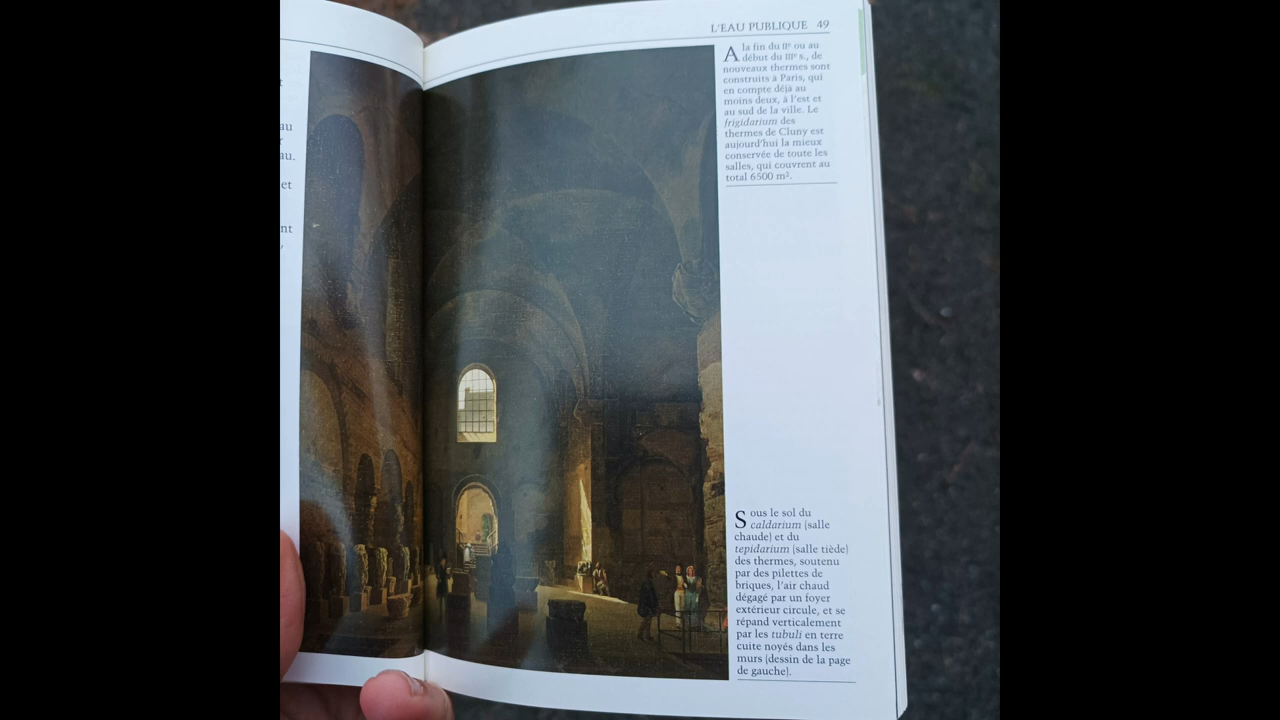 au
r
au.
et
nt
,
L'EAU PUBLIQUE 49
A la fin du IIe ou au
début du IIIe s., de
nouveaux thermes sont
construits à Paris, qui
en compte déjà au
moins deux, à l'est et
au sud de la ville. Le
frigidarium des
thermes de Cluny est
aujourd'hui la mieux
conservée de toute les
salles, qui couvrent au
total 6500 m².
Sous le sol du
caldarium (salle
chaude) et du
tepidarium (salle tiède)
des thermes, soutenu
par des pilettes de
briques, l'air chaud
dégagé par un foyer
extérieur circule, et se
répand verticalement
par les tubuli en terre
cuite noyés dans les
murs (dessin de la page
de gauche).